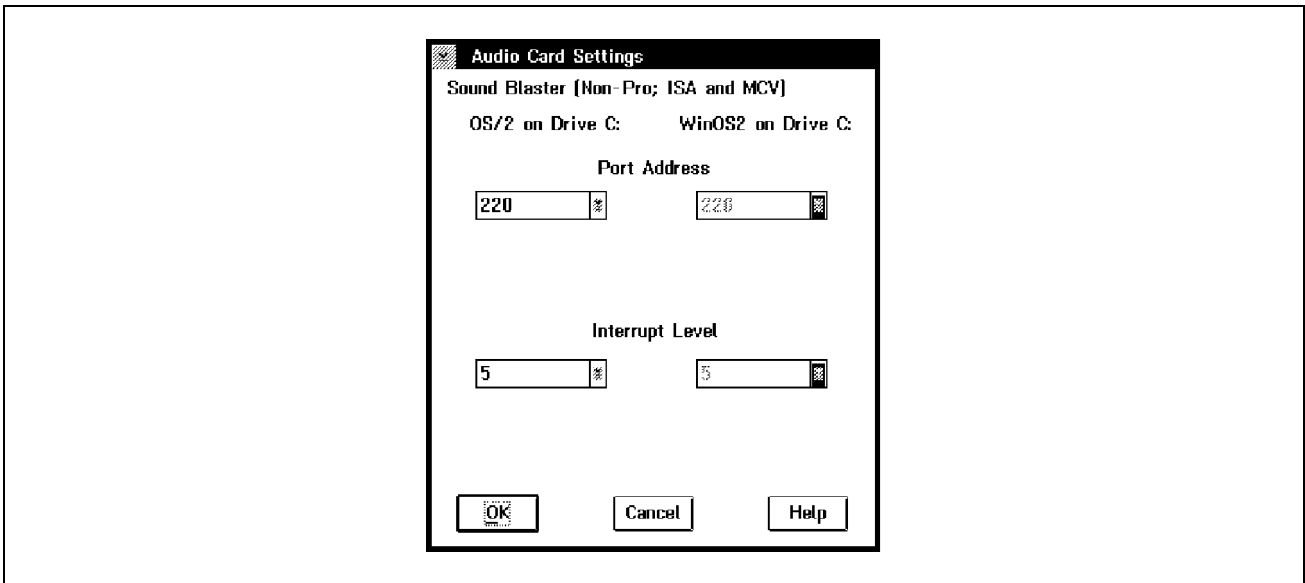 Audio Card Settings
Sound Blaster (Non-Pro; ISA and MCV)
OS/2 on Drive C: WinOS2 on Drive C:
Port Address
220 220
Interrupt Level
5 5
OK Cancel Help